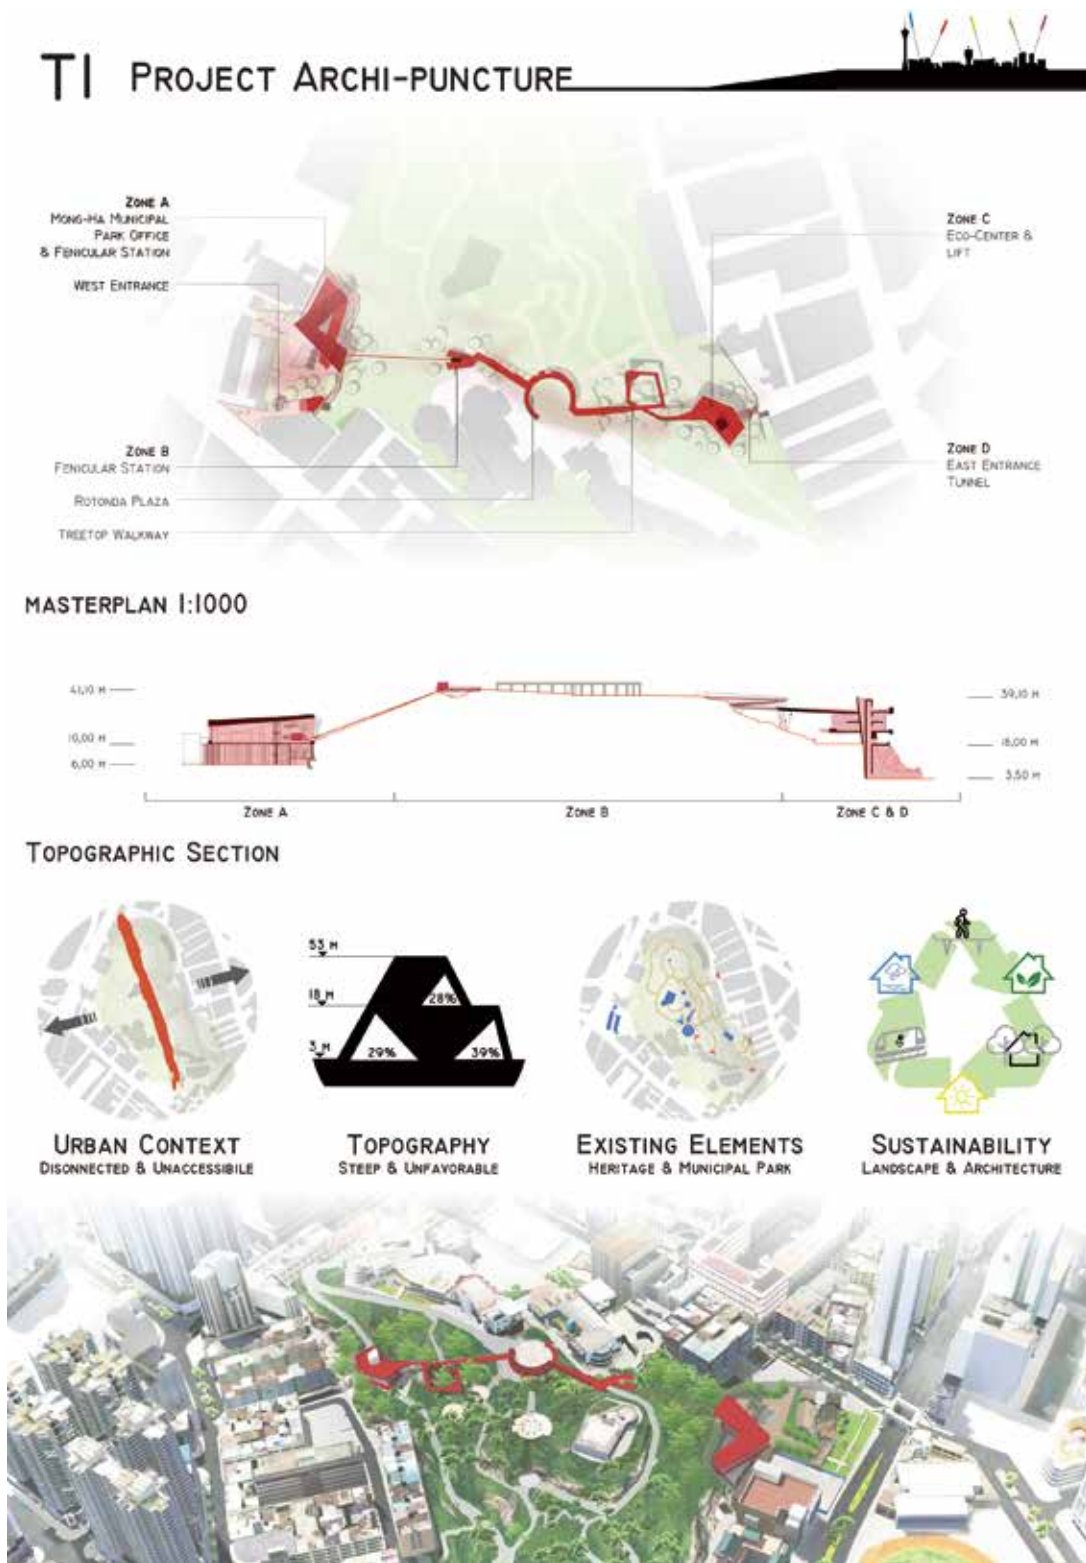 T1 PROJECT ARCHI-PUNCTURE
ZONE A
MONG-HA MUNICIPAL
PARK OFFICE
& FENICULAR STATION
WEST ENTRANCE
ZONE B
FENICULAR STATION
ROTONDA PLAZA
TREETOP WALKWAY
ZONE C
ECO-CENTER &
LIFT
ZONE D
EAST ENTRANCE
TUNNEL
MASTERPLAN 1:1000
41,10 M
10,00 M
6,00 M
39,10 M
18,00 M
3,50 M
ZONE A
ZONE B
ZONE C & D
TOPOGRAPHIC SECTION
53 M
18 M
3 M
28%
29%
39%
URBAN CONTEXT
DISONNECTED & UNACCESSIBILE
TOPOGRAPHY
STEEP & UNFAVORABLE
EXISTING ELEMENTS
HERITAGE & MUNICIPAL PARK
SUSTAINABILITY
LANDSCAPE & ARCHITECTURE